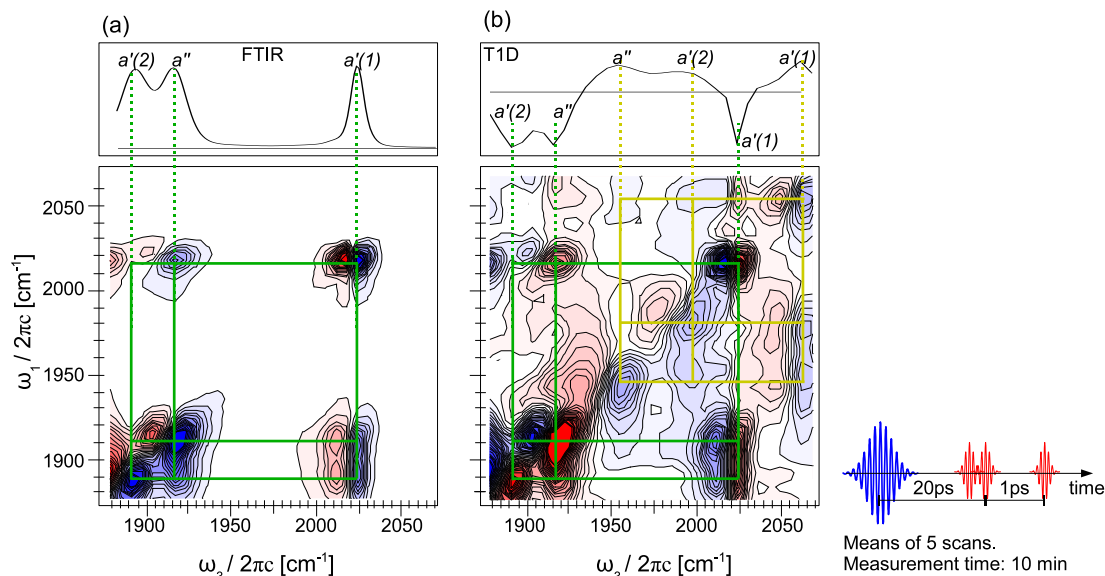 (a)
FTIR
a'(2)
a"
a'(1)
2050
2000
1950
1900
ω₁ / 2πc [cm⁻¹]
1900
1950
2000
2050
ω₃ / 2πc [cm⁻¹]
(b)
T1D
a"
a'(2)
a'(1)
a'(2)
a"
a'(1)
1900
1950
2000
2050
ω₃ / 2πc [cm⁻¹]
20ps
1ps
time
Means of 5 scans.
Measurement time: 10 min